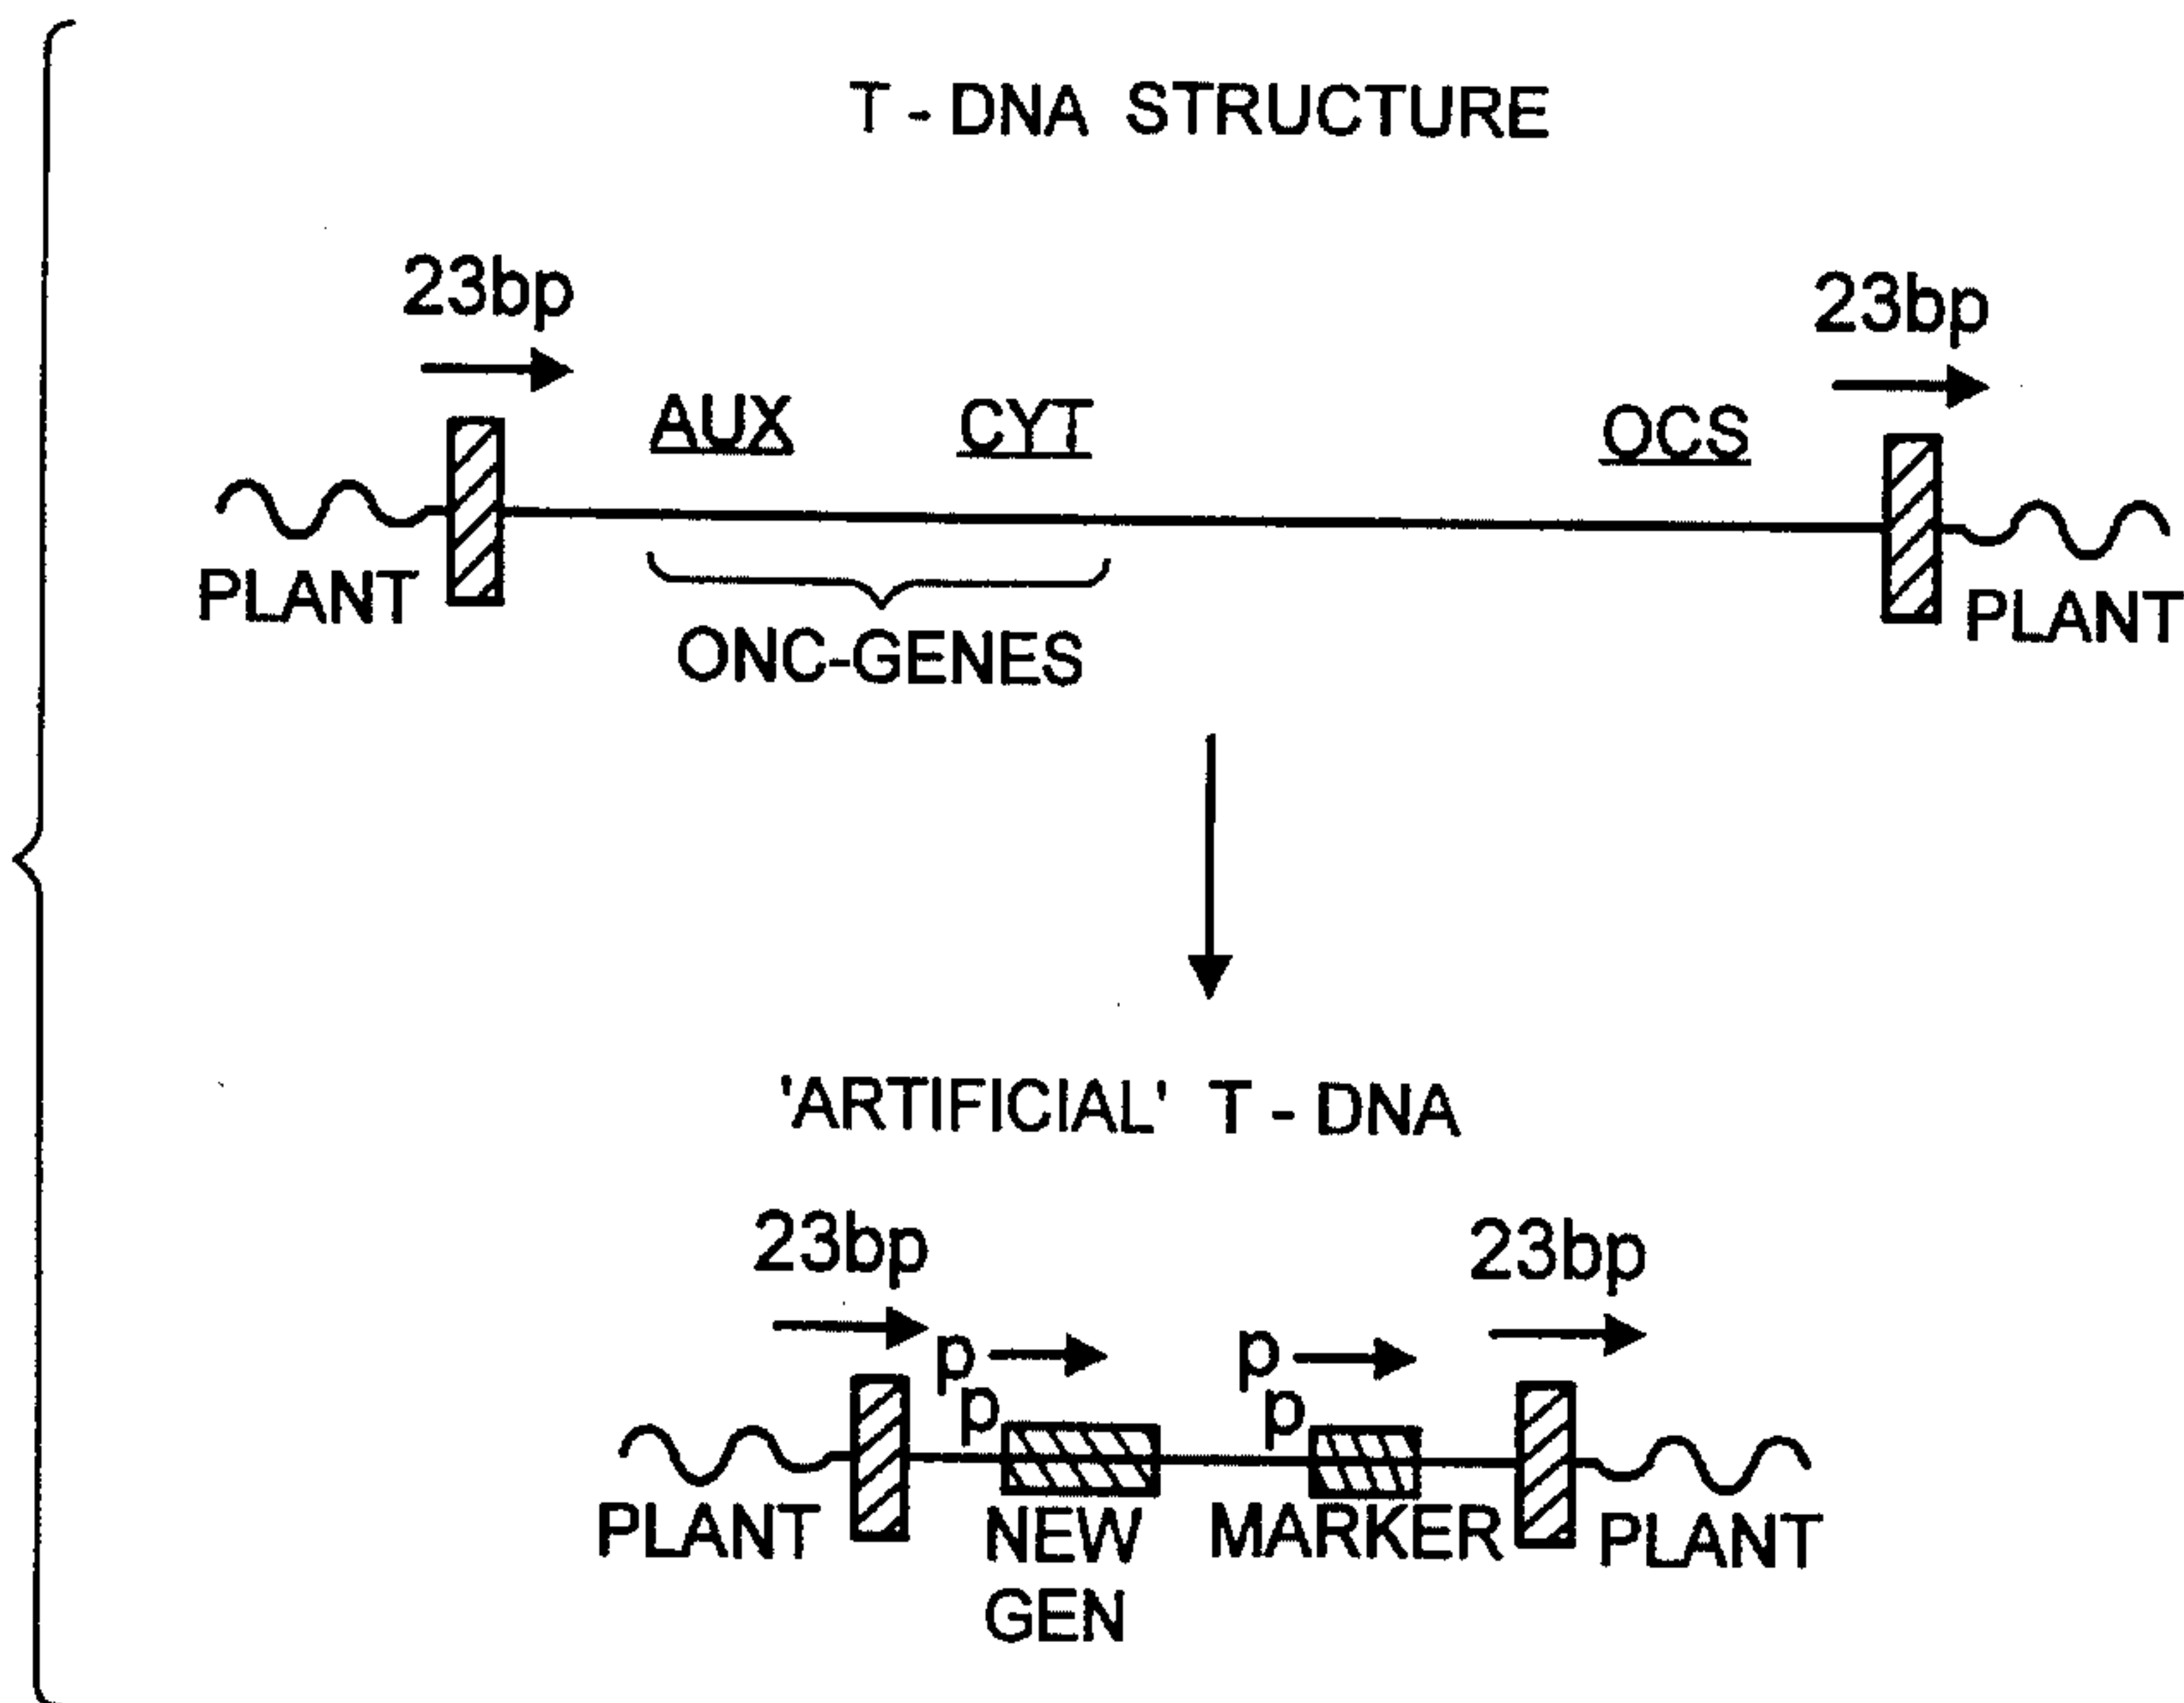 T - DNA STRUCTURE
23bp 23bp
AUX CYT OCS
PLANT PLANT
ONC-GENES
'ARTIFICIAL' T - DNA
23bp 23bp
p p
p p
PLANT NEW MARKER PLANT
GEN